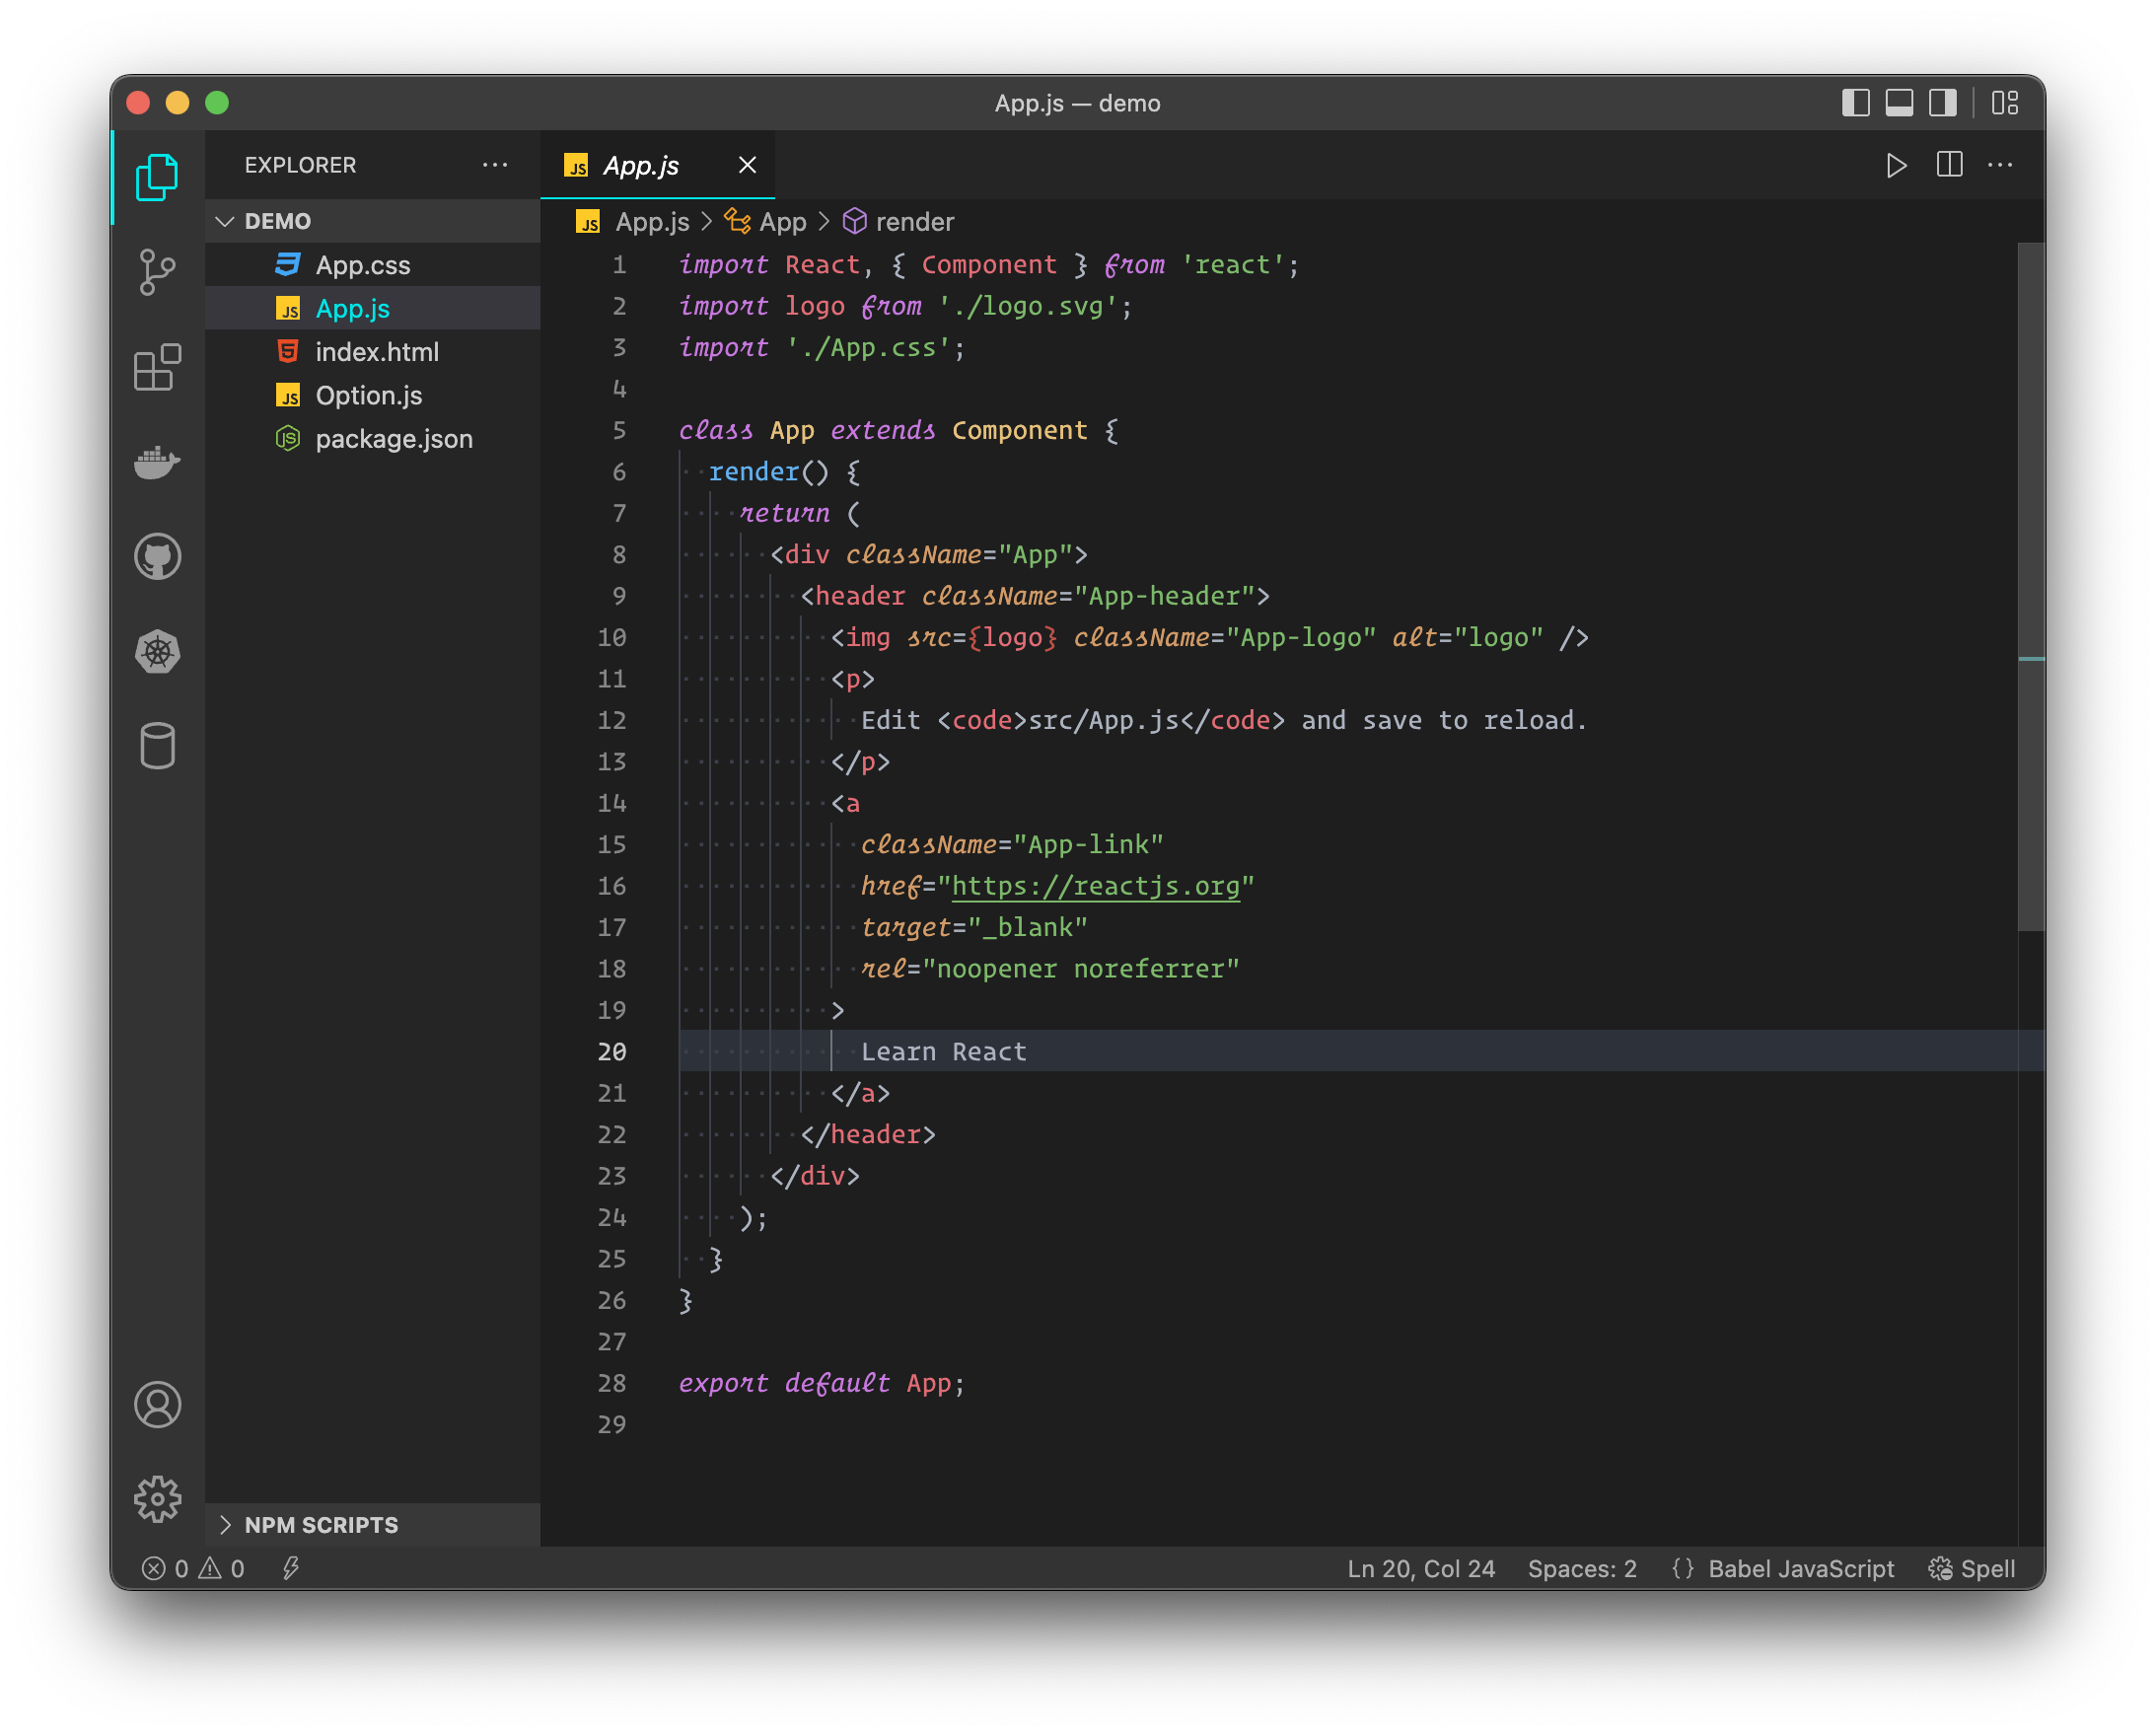 App.js — demo
EXPLORER
DEMO
App.css
App.js
index.html
Option.js
package.json
NPM SCRIPTS
App.js
App.js > App > render
1 import React, { Component } from 'react';
2 import logo from './logo.svg';
3 import './App.css';
4
5 class App extends Component {
6   render() {
7     return (
8       <div className="App">
9         <header className="App-header">
10           <img src={logo} className="App-logo" alt="logo" />
11           <p>
12             Edit <code>src/App.js</code> and save to reload.
13           </p>
14           <a
15             className="App-link"
16             href="https://reactjs.org"
17             target="_blank"
18             rel="noopener noreferrer"
19           >
20             Learn React
21           </a>
22         </header>
23       </div>
24     );
25   }
26 }
27
28 export default App;
29
0 0
Ln 20, Col 24 Spaces: 2 {} Babel JavaScript Spell